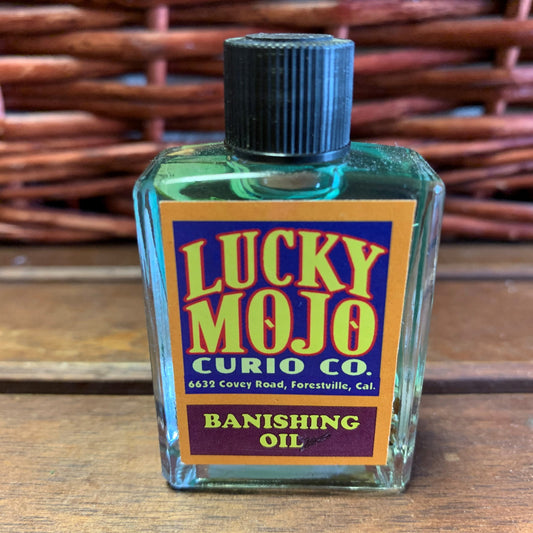 LUCKY
MOJO
CURIO CO.
6632 Covey Road, Forestville, Cal.
BANISHING
OIL